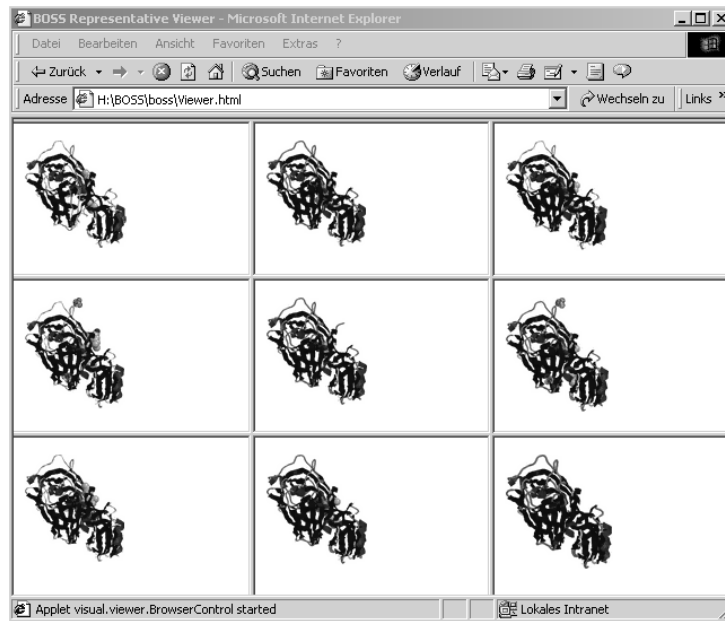 BOSS Representative Viewer - Microsoft Internet Explorer
Datei Bearbeiten Ansicht Favoriten Extras ?
Zurück Suchen Favoriten Verlauf
Adresse H:\BOSS\boss\Viewer.html Wechseln zu Links »
Applet visual.viewer.BrowserControl started Lokales Intranet